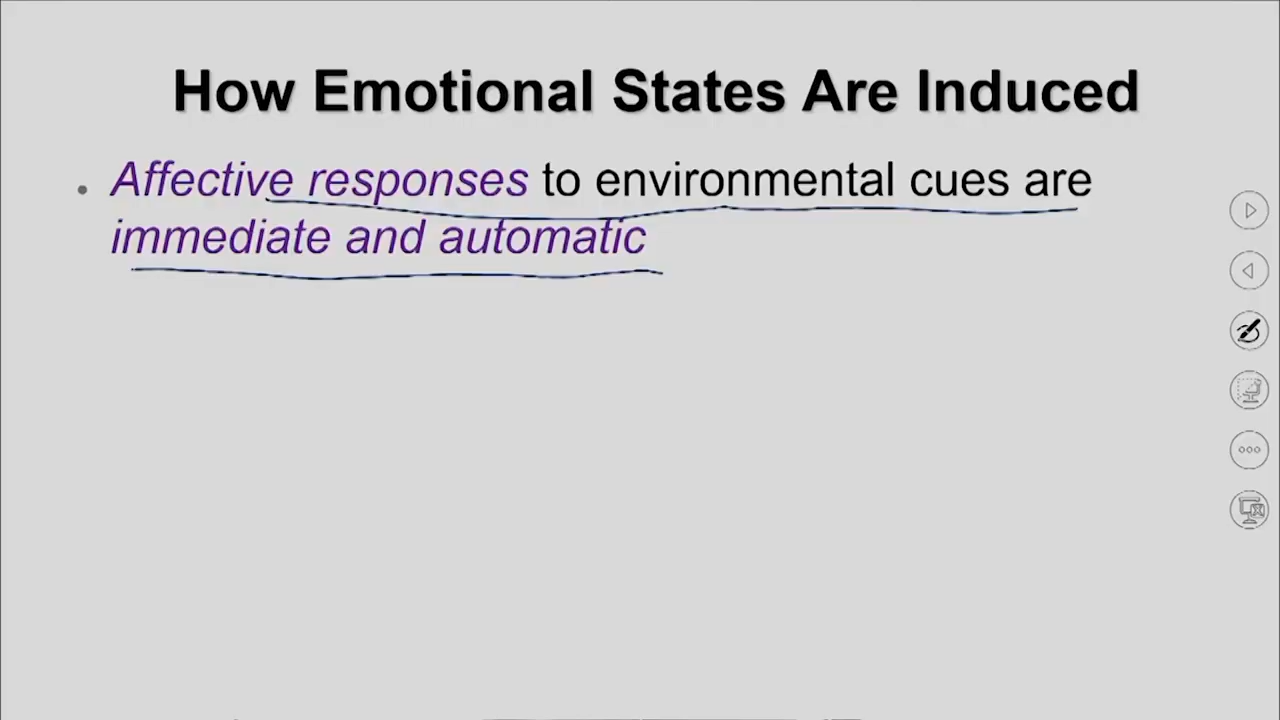 How Emotional States Are Induced
• Affective responses to environmental cues are
immediate and automatic